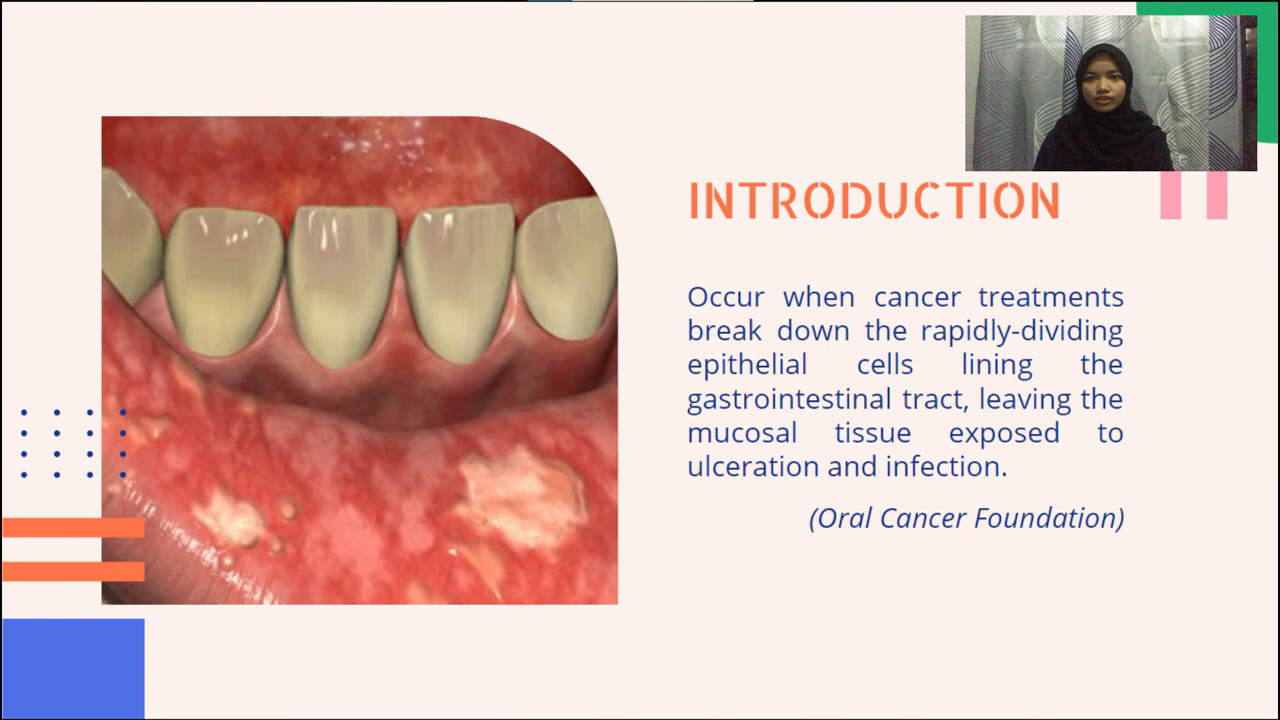 INTRODUCTION
Occur when cancer treatments
break down the rapidly-dividing
epithelial cells lining the
gastrointestinal tract, leaving the
mucosal tissue exposed to
ulceration and infection.
(Oral Cancer Foundation)